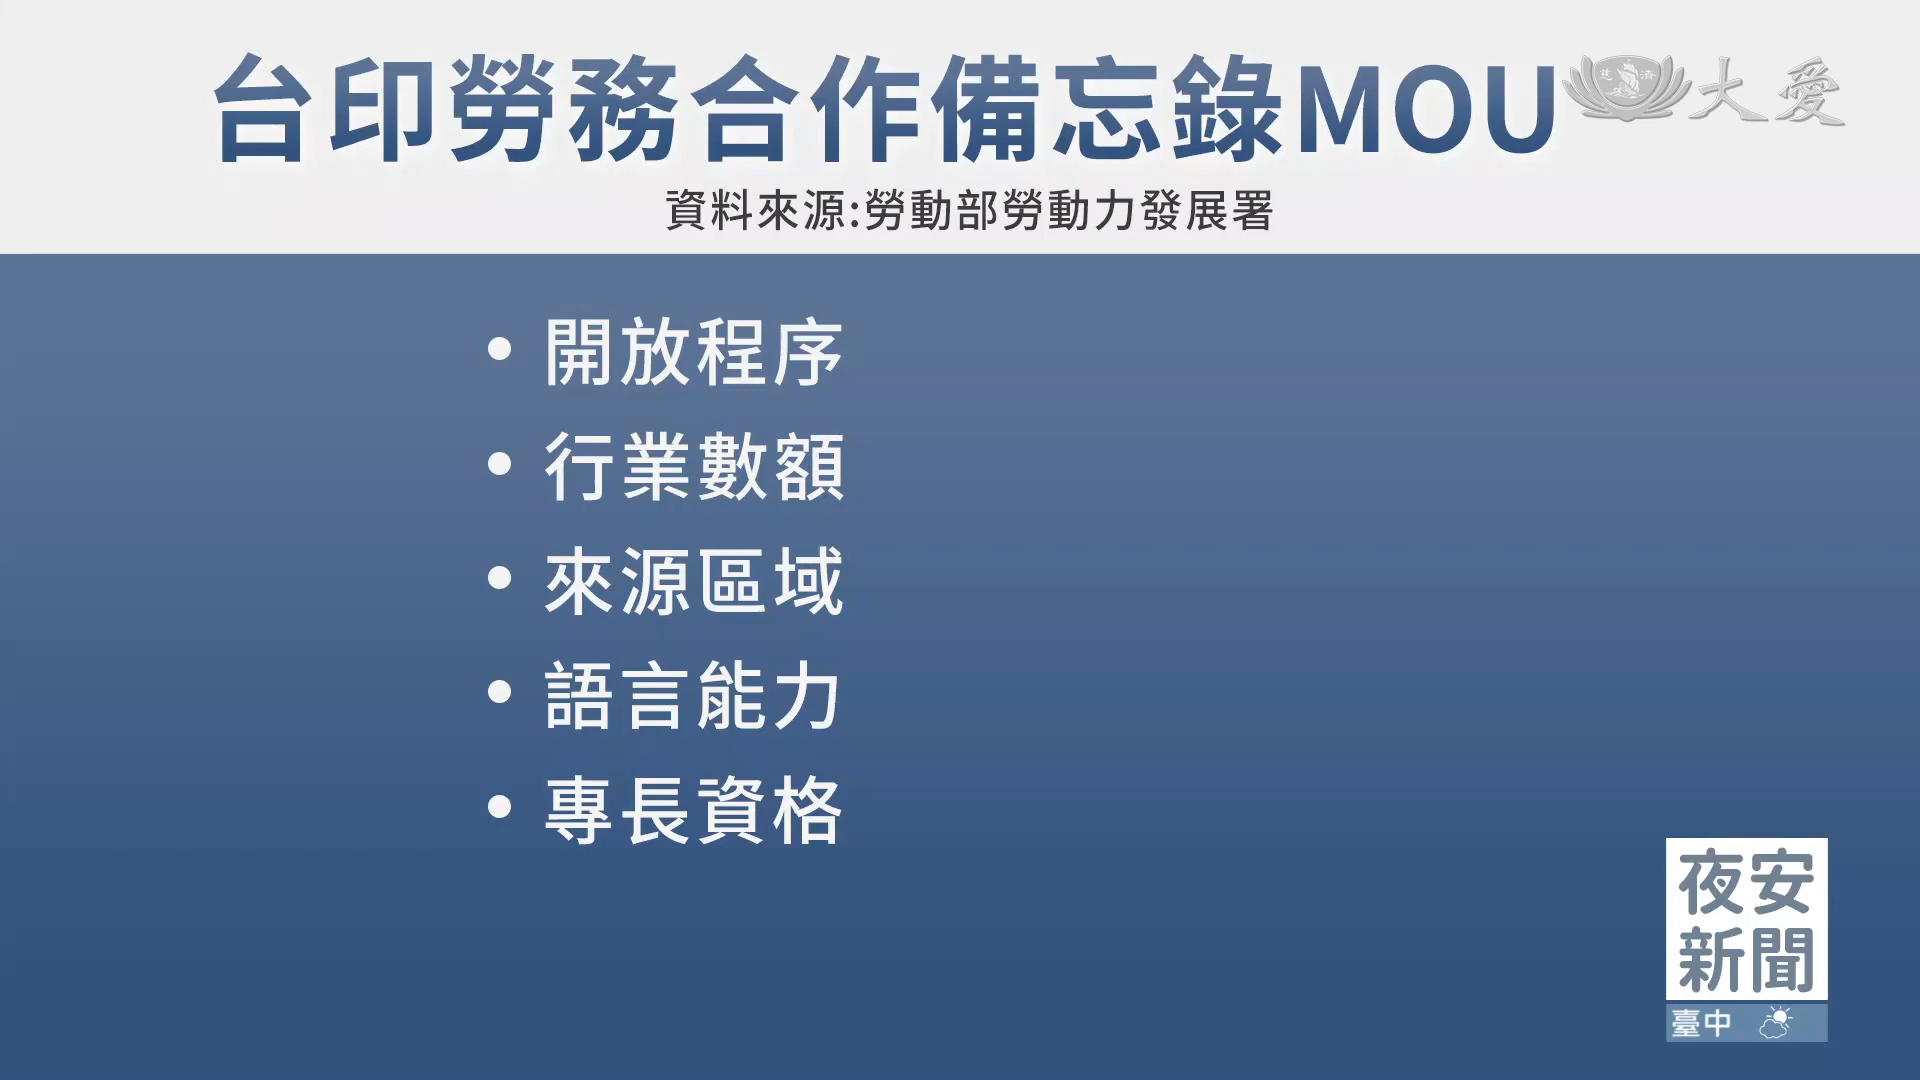 台印勞務合作備忘錄MOU
慈濟
大愛
資料來源:勞動部勞動力發展署
• 開放程序
• 行業數額
• 來源區域
• 語言能力
• 專長資格
夜安
新聞
臺中